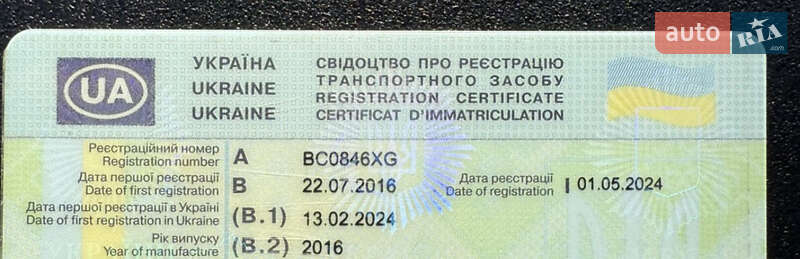 auto RIA.com
УКРАЇНА
UKRAINE
UKRAINE
UA
СВІДОЦТВО ПРО РЕЄСТРАЦІЮ
ТРАНСПОРТНОГО ЗАСОБУ
REGISTRATION CERTIFICATE
CERTIFICAT D'IMMATRICULATION
Реєстраційний номер
Registration number A BC0846XG
Дата першої реєстрації
Date of first registration B 22.07.2016
Дата реєстрації
Date of registration I 01.05.2024
Дата першої реєстрації в Україні
Date of first registration in Ukraine (B.1) 13.02.2024
Рік випуску
Year of manufacture (B.2) 2016